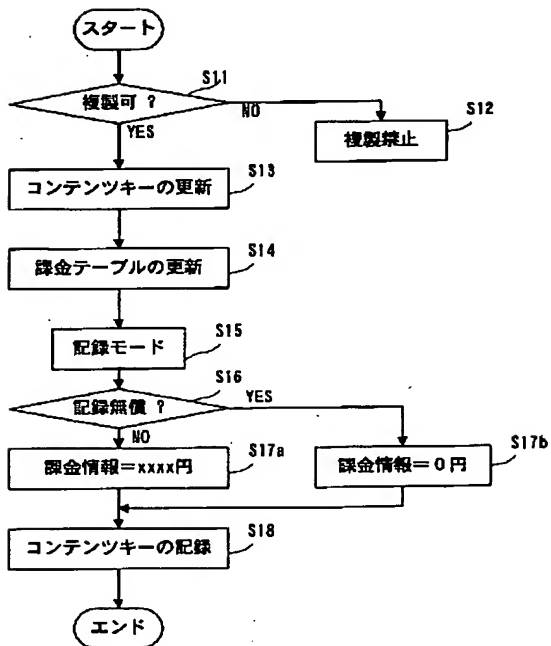 スタート
S11
複製可 ?
NO
YES
S12
複製禁止
S13
コンテンツキーの更新
S14
課金テーブルの更新
S15
記録モード
S16
記録無償 ?
YES
NO
S17a
課金情報=xxxx円
S17b
課金情報=0円
S18
コンテンツキーの記録
エンド